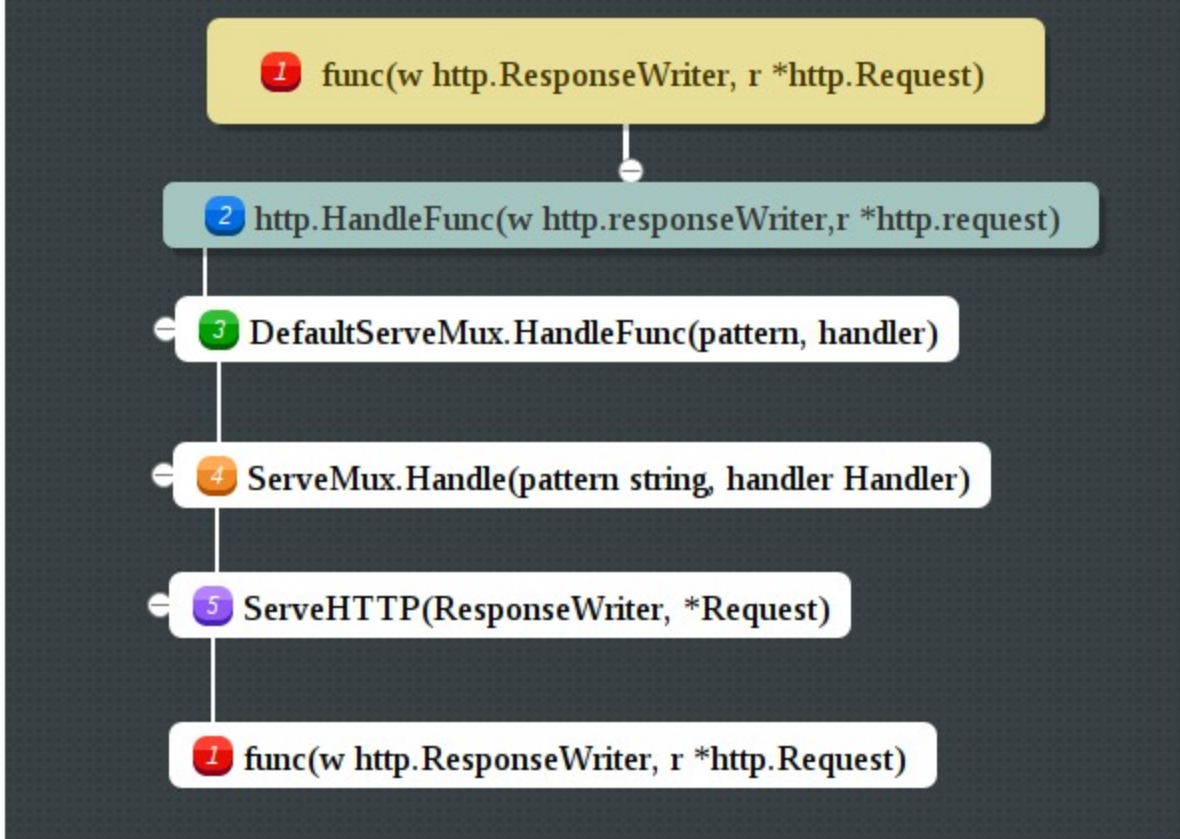 1 func(w http.ResponseWriter, r *http.Request)
2 http.HandleFunc(w http.responseWriter,r *http.request)
3 DefaultServeMux.HandleFunc(pattern, handler)
4 ServeMux.Handle(pattern string, handler Handler)
5 ServeHTTP(ResponseWriter, *Request)
1 func(w http.ResponseWriter, r *http.Request)